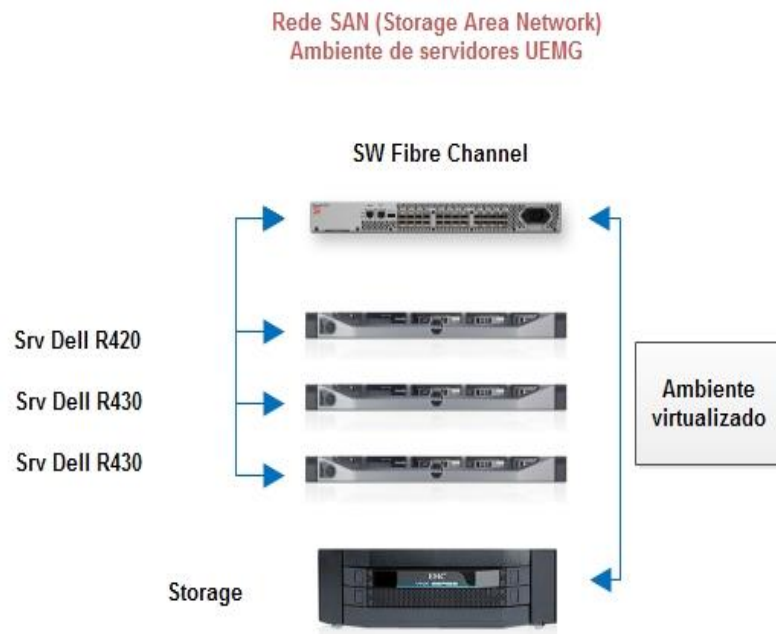 Rede SAN (Storage Area Network)
Ambiente de servidores UEMG
SW Fibre Channel
Srv Dell R420
Srv Dell R430
Srv Dell R430
Ambiente
virtualizado
Storage
EMC